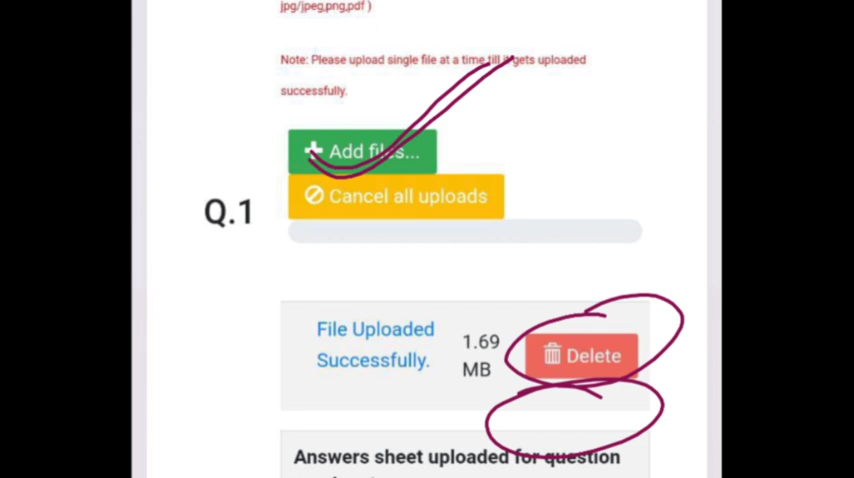 jpg/jpeg,png,pdf )
Note: Please upload single file at a time till it gets uploaded
successfully.
Add files...
Cancel all uploads
Q.1
File Uploaded
Successfully.
1.69
MB
Delete
Answers sheet uploaded for question